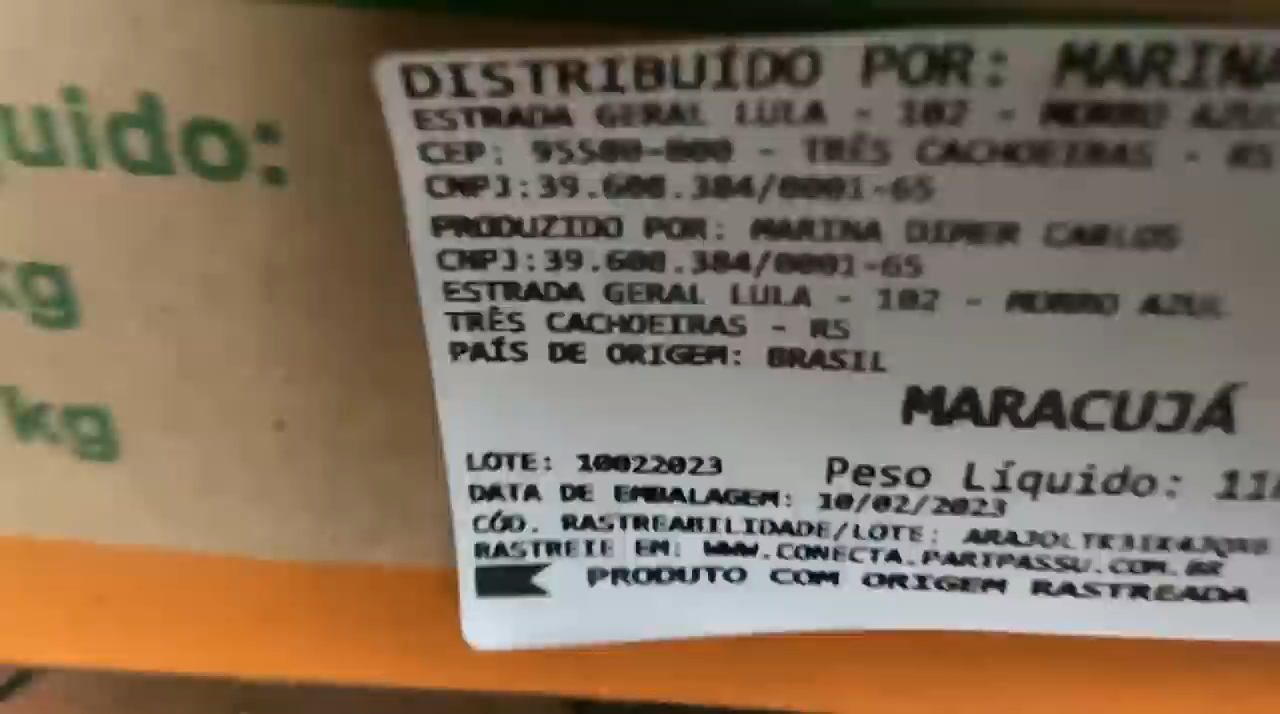 uido:
kg
kg
DISTRIBUÍDO POR: MARINA
ESTRADA GERAL LULA - 102 - MORRO AZUL
CEP: 95580-000 - TRÊS CACHOEIRAS - RS
CNPJ:39.608.384/0001-65
PRODUZIDO POR: MARINA DIMER CARLOS
CNPJ:39.608.384/0001-65
ESTRADA GERAL LULA - 102 - MORRO AZUL
TRÊS CACHOEIRAS - RS
PAÍS DE ORIGEM: BRASIL
MARACUJÁ
LOTE: 10022023
Peso Líquido: 11
DATA DE EMBALAGEM: 10/02/2023
CÓD. RASTREABILIDADE/LOTE:
RASTREIE EM: WWW.CONECTA.PARIPASSU.COM.BR
PRODUTO COM ORIGEM RASTREADA